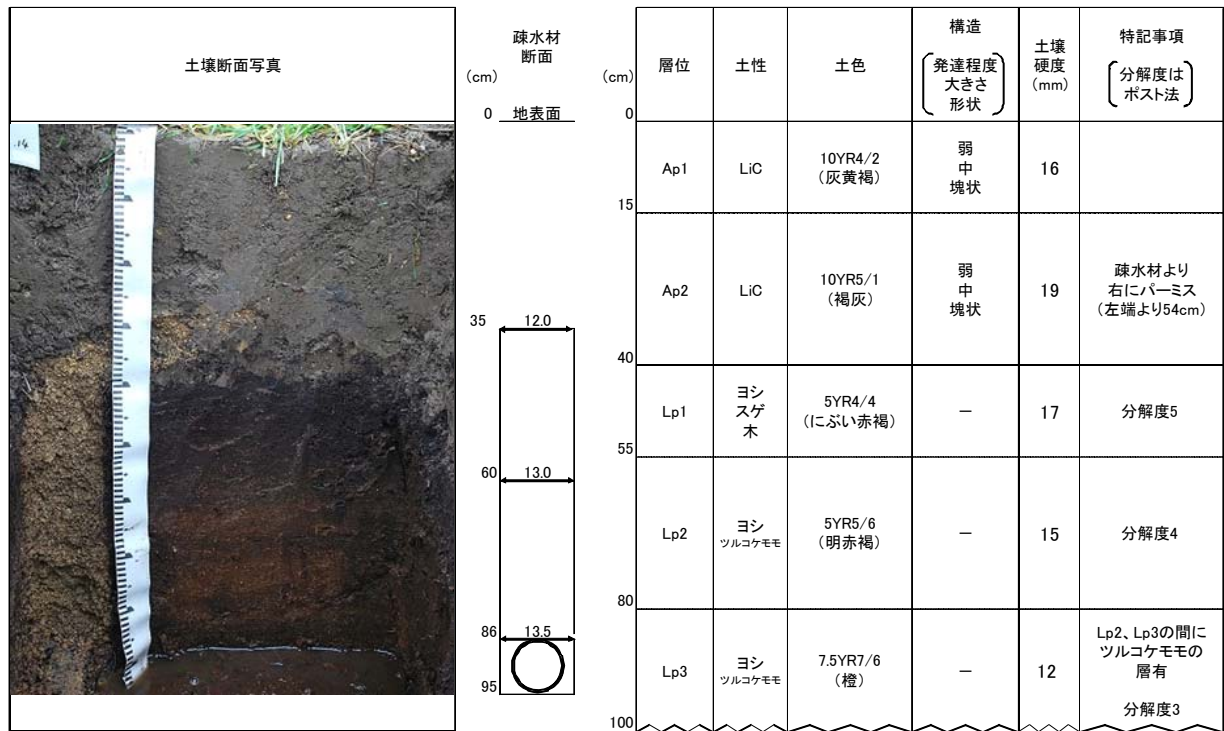 土壌断面写真
疎水材
断面
(cm)
0 地表面
35 12.0
60 13.0
86 13.5
95
(cm)
0
15
40
55
80
100
層位 土性 土色 構造 発達程度 大きさ 形状 土壌硬度 (mm) 特記事項 分解度は ポスト法
Ap1 LiC 10YR4/2 (灰黄褐) 弱 中 塊状 16
Ap2 LiC 10YR5/1 (褐灰) 弱 中 塊状 19 疎水材より 右にパーミス (左端より54cm)
Lp1 ヨシ スゲ 木 5YR4/4 (にぶい赤褐) － 17 分解度5
Lp2 ヨシ ツルコケモモ 5YR5/6 (明赤褐) － 15 分解度4
Lp3 ヨシ ツルコケモモ 7.5YR7/6 (橙) － 12 Lp2、Lp3の間に ツルコケモモの 層有 分解度3